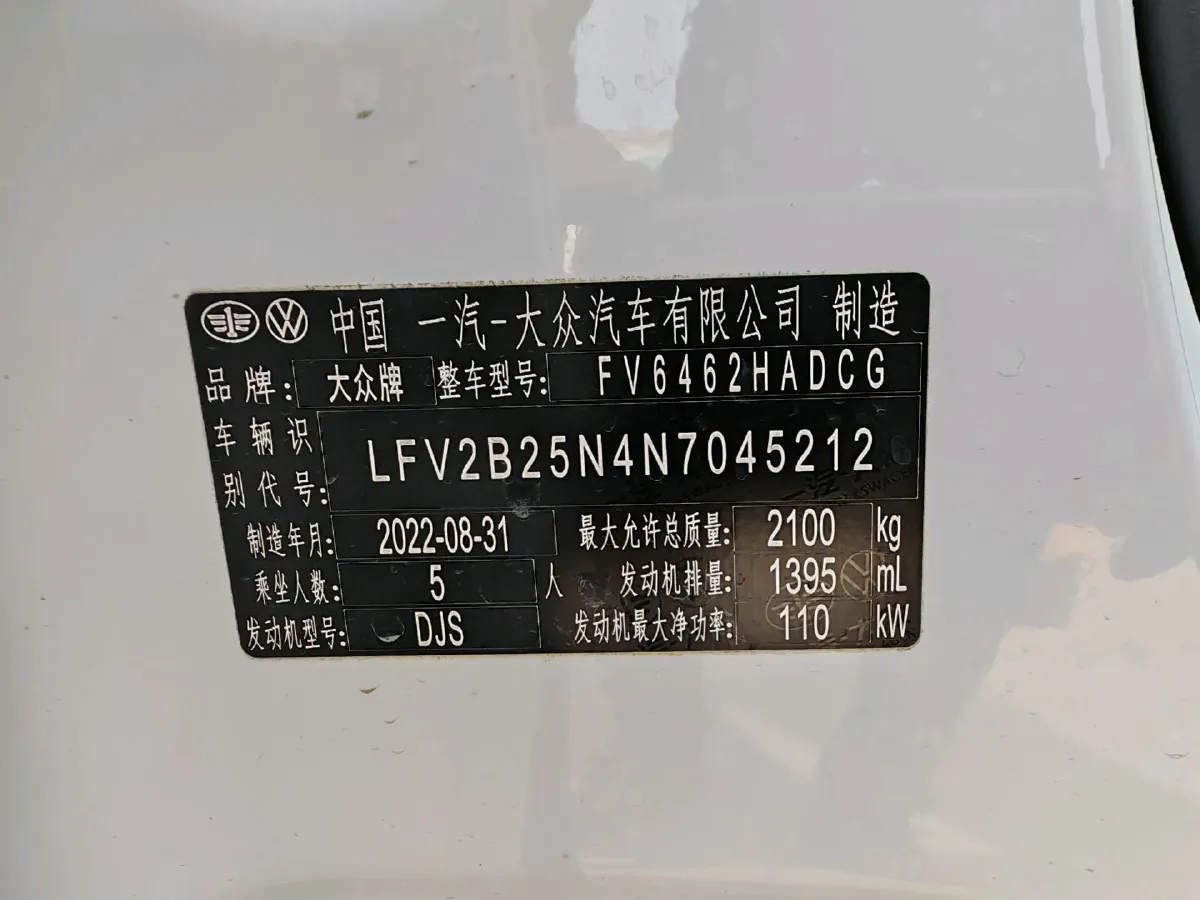 中国 一汽-大众汽车有限公司 制造
品牌: 大众牌 整车型号: FV6462HADCG
车辆识别代号: LFV2B25N4N7045212
制造年月: 2022-08-31 最大允许总质量: 2100 kg
乘坐人数: 5 人 发动机排量: 1395 mL
发动机型号: DJS 发动机最大净功率: 110 kW